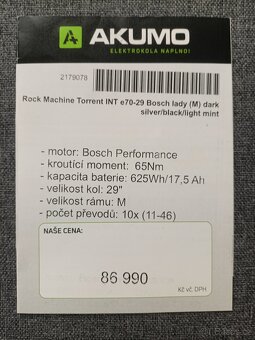 AKUMO
ELEKTROKOLA NAPLNO!
2179078
Rock Machine Torrent INT e70-29 Bosch lady (M) dark
silver/black/light mint
- motor: Bosch Performance
- kroutící moment: 65Nm
- kapacita baterie: 625Wh/17,5 Ah
- velikost kol: 29"
- velikost rámu: M
- počet převodů: 10x (11-46)
NAŠE CENA:
86 990
Kč vč. DPH